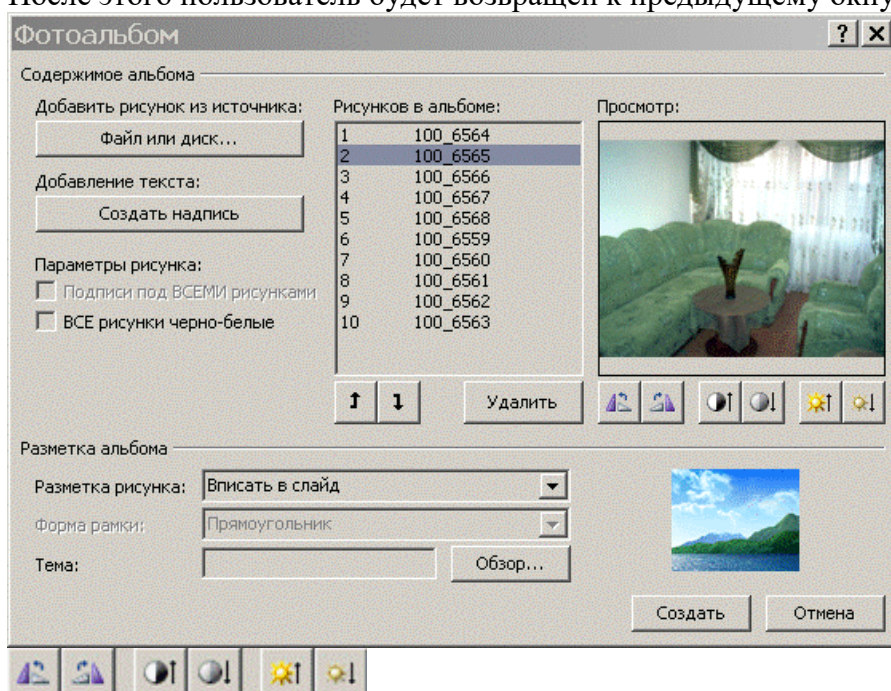 После этого пользователь будет возвращен к предыдущему окну
Фотоальбом
Содержимое альбома
Добавить рисунок из источника:
Файл или диск...
Добавление текста:
Создать надпись
Параметры рисунка:
Подписи под ВСЕМИ рисунками
ВСЕ рисунки черно-белые
Рисунков в альбоме:
1 100_6564
2 100_6565
3 100_6566
4 100_6567
5 100_6568
6 100_6559
7 100_6560
8 100_6561
9 100_6562
10 100_6563
Удалить
Просмотр:
Разметка альбома
Разметка рисунка: Вписать в слайд
Форма рамки: Прямоугольник
Тема: Обзор...
Создать Отмена